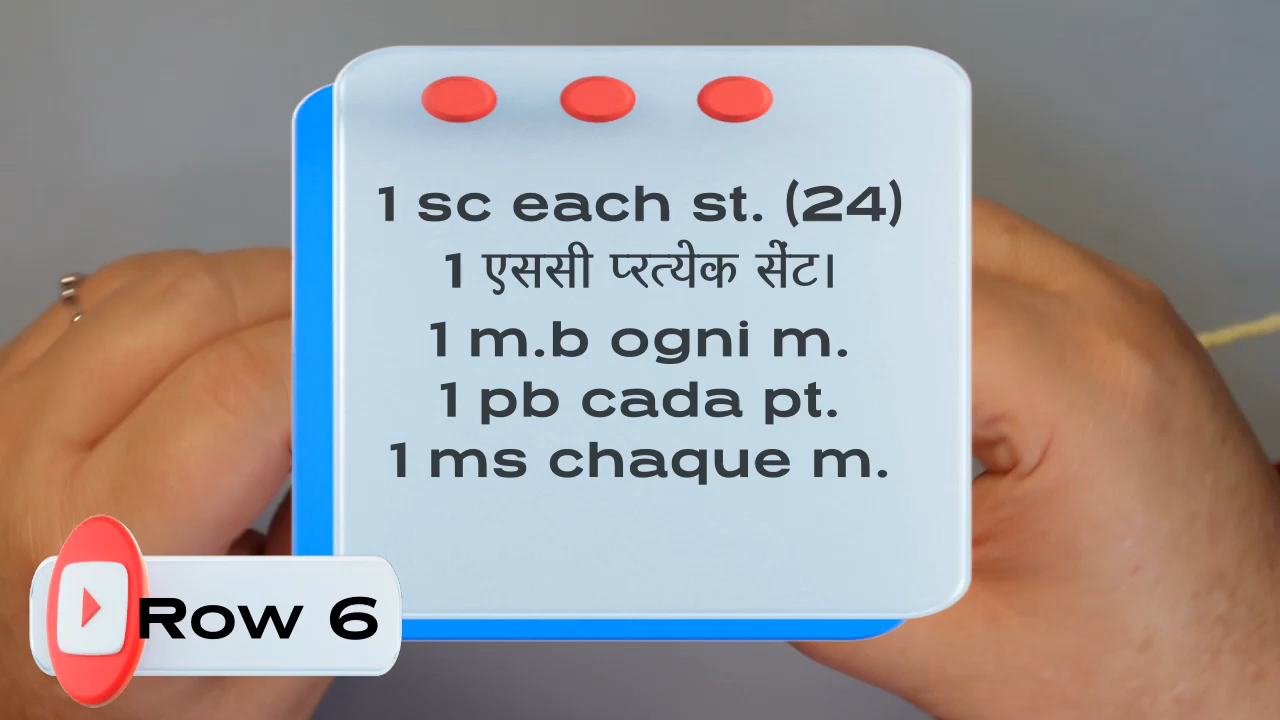 1 sc each st. (24)
1 एससी प्रत्येक सेंट।
1 m.b ogni m.
1 pb cada pt.
1 ms chaque m.
Row 6